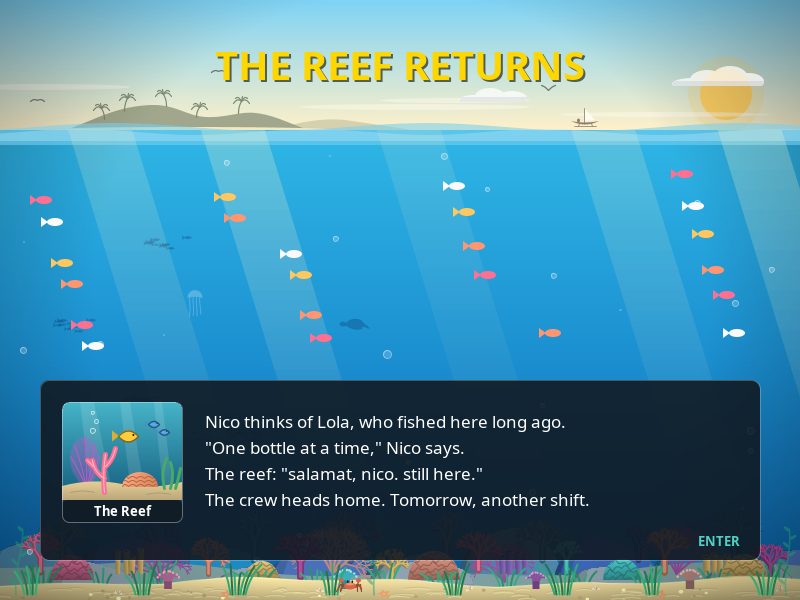 THE REEF RETURNS
Nico thinks of Lola, who fished here long ago.
"One bottle at a time," Nico says.
The reef: "salamat, nico. still here."
The crew heads home. Tomorrow, another shift.
The Reef
ENTER